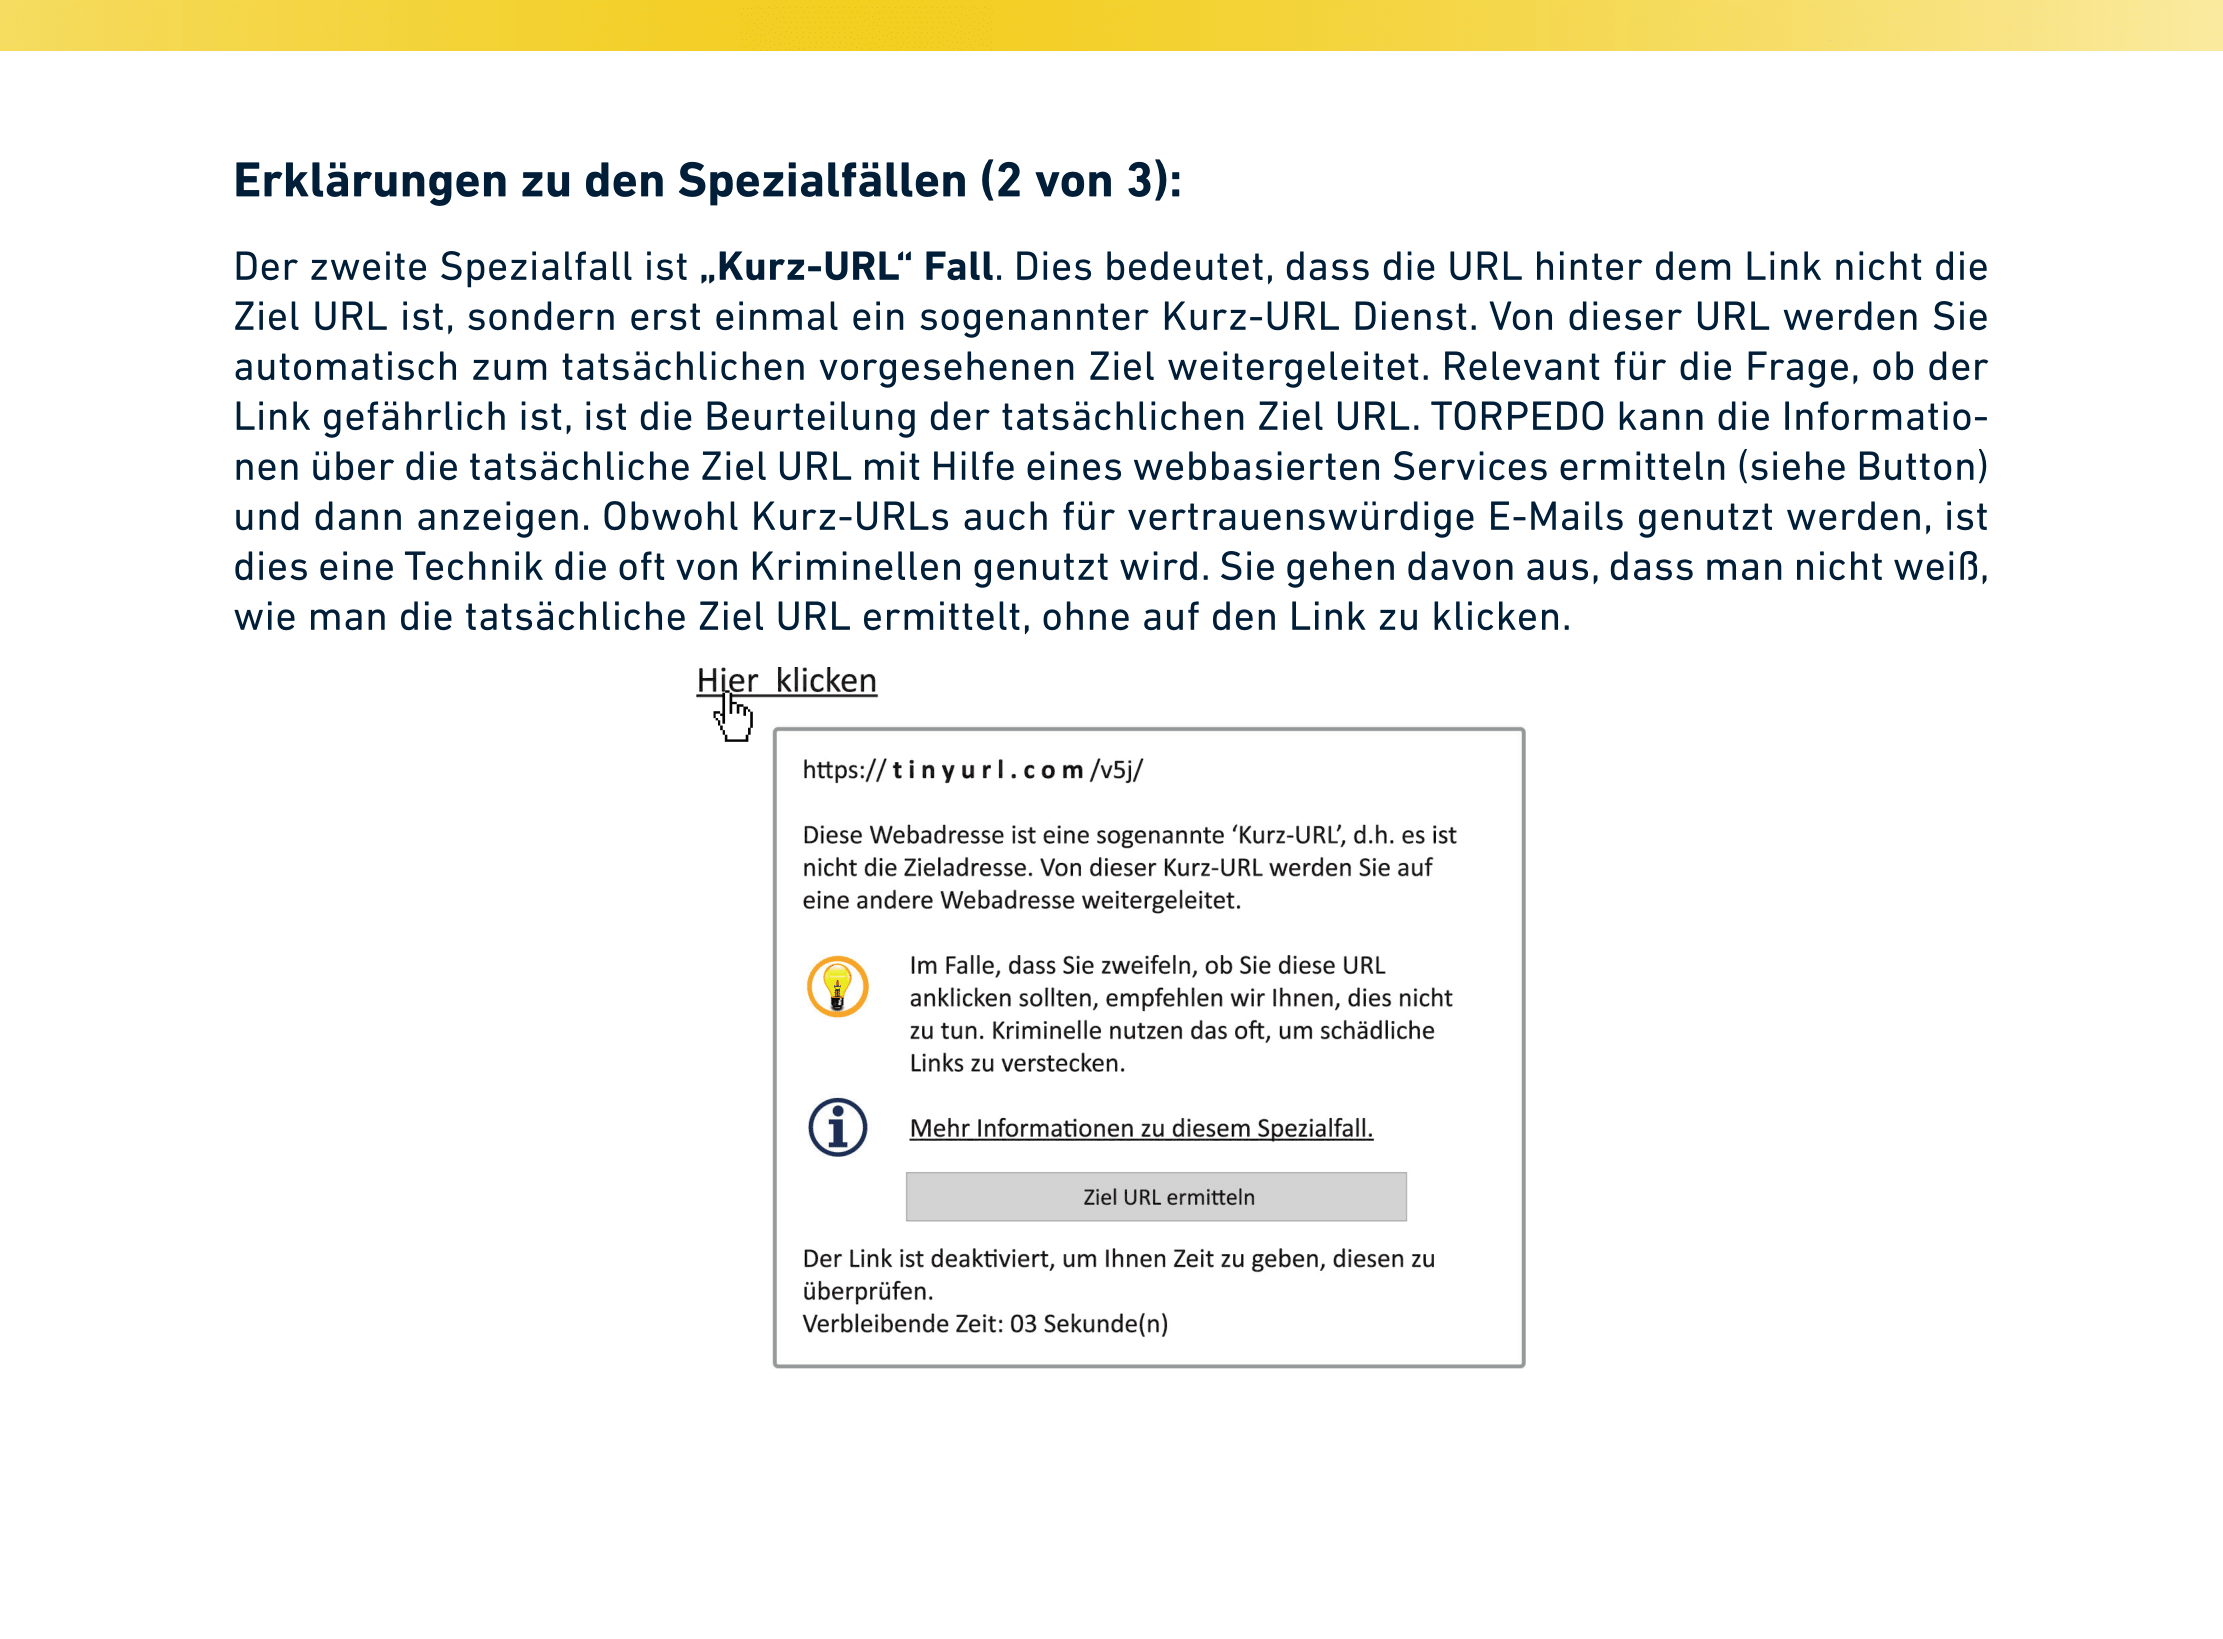 Erklärungen zu den Spezialfällen (2 von 3):
Der zweite Spezialfall ist „Kurz-URL“ Fall. Dies bedeutet, dass die URL hinter dem Link nicht die
Ziel URL ist, sondern erst einmal ein sogenannter Kurz-URL Dienst. Von dieser URL werden Sie
automatisch zum tatsächlichen vorgesehenen Ziel weitergeleitet. Relevant für die Frage, ob der
Link gefährlich ist, ist die Beurteilung der tatsächlichen Ziel URL. TORPEDO kann die Informatio-
nen über die tatsächliche Ziel URL mit Hilfe eines webbasierten Services ermitteln (siehe Button)
und dann anzeigen. Obwohl Kurz-URLs auch für vertrauenswürdige E-Mails genutzt werden, ist
dies eine Technik die oft von Kriminellen genutzt wird. Sie gehen davon aus, dass man nicht weiß,
wie man die tatsächliche Ziel URL ermittelt, ohne auf den Link zu klicken.
Hier klicken
https://tinyurl.com/v5j/
Diese Webadresse ist eine sogenannte ‘Kurz-URL’, d.h. es ist
nicht die Zieladresse. Von dieser Kurz-URL werden Sie auf
eine andere Webadresse weitergeleitet.
Im Falle, dass Sie zweifeln, ob Sie diese URL
anklicken sollten, empfehlen wir Ihnen, dies nicht
zu tun. Kriminelle nutzen das oft, um schädliche
Links zu verstecken.
Mehr Informationen zu diesem Spezialfall.
Ziel URL ermitteln
Der Link ist deaktiviert, um Ihnen Zeit zu geben, diesen zu
überprüfen.
Verbleibende Zeit: 03 Sekunde(n)